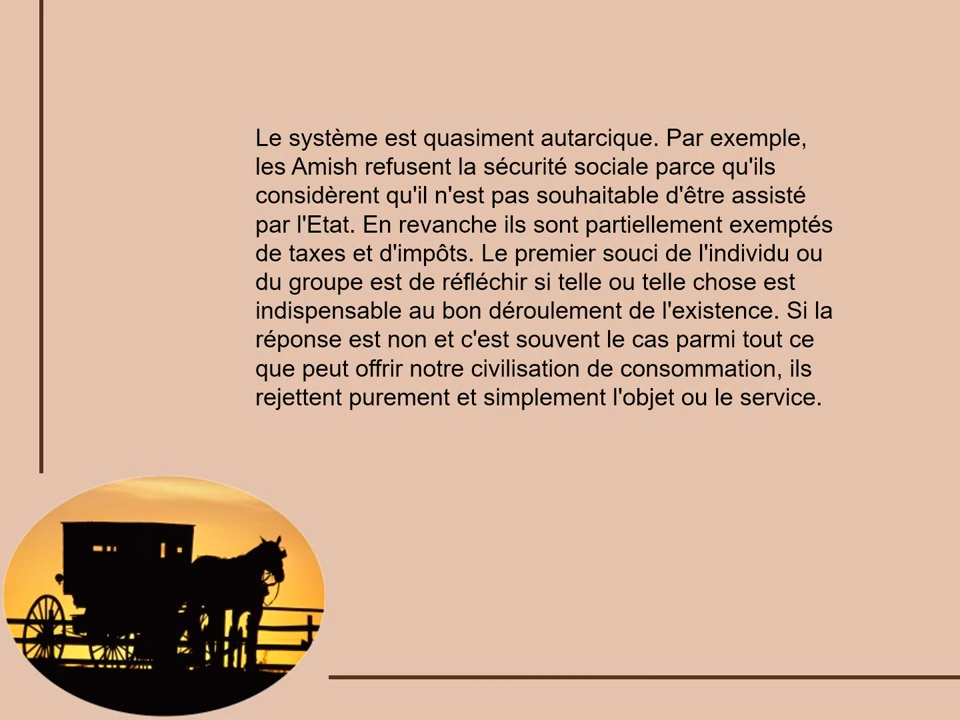 Le système est quasiment autarcique. Par exemple,
les Amish refusent la sécurité sociale parce qu'ils
considèrent qu'il n'est pas souhaitable d'être assisté
par l'Etat. En revanche ils sont partiellement exemptés
de taxes et d'impôts. Le premier souci de l'individu ou
du groupe est de réfléchir si telle ou telle chose est
indispensable au bon déroulement de l'existence. Si la
réponse est non et c'est souvent le cas parmi tout ce
que peut offrir notre civilisation de consommation, ils
rejettent purement et simplement l'objet ou le service.